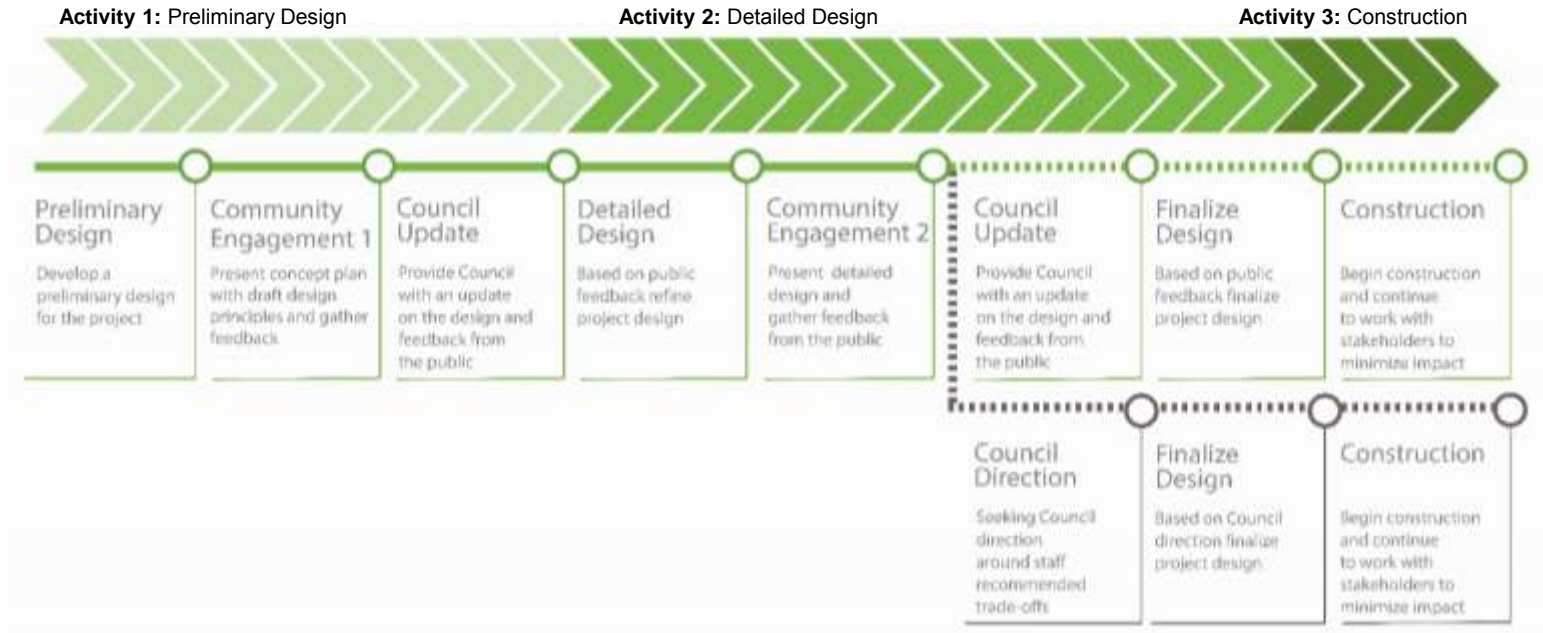 Activity 1: Preliminary Design
Activity 2: Detailed Design
Activity 3: Construction
Preliminary
Design
Develop a
preliminary design
for the project
Community
Engagement 1
Present concept plan
with draft design
principles and gather
feedback
Council
Update
Provide Council
with an update
on the design and
feedback from
the public
Detailed
Design
Based on public
feedback refine
project design
Community
Engagement 2
Present detailed
design and
gather feedback
from the public
Council
Update
Provide Council
with an update
on the design and
feedback from
the public
Finalize
Design
Based on public
feedback finalize
project design
Construction
Begin construction
and continue
to work with
stakeholders to
minimize impact
Council
Direction
Seeking Council
direction
around staff
recommended
trade-offs
Finalize
Design
Based on Council
direction finalize
project design
Construction
Begin construction
and continue
to work with
stakeholders to
minimize impact